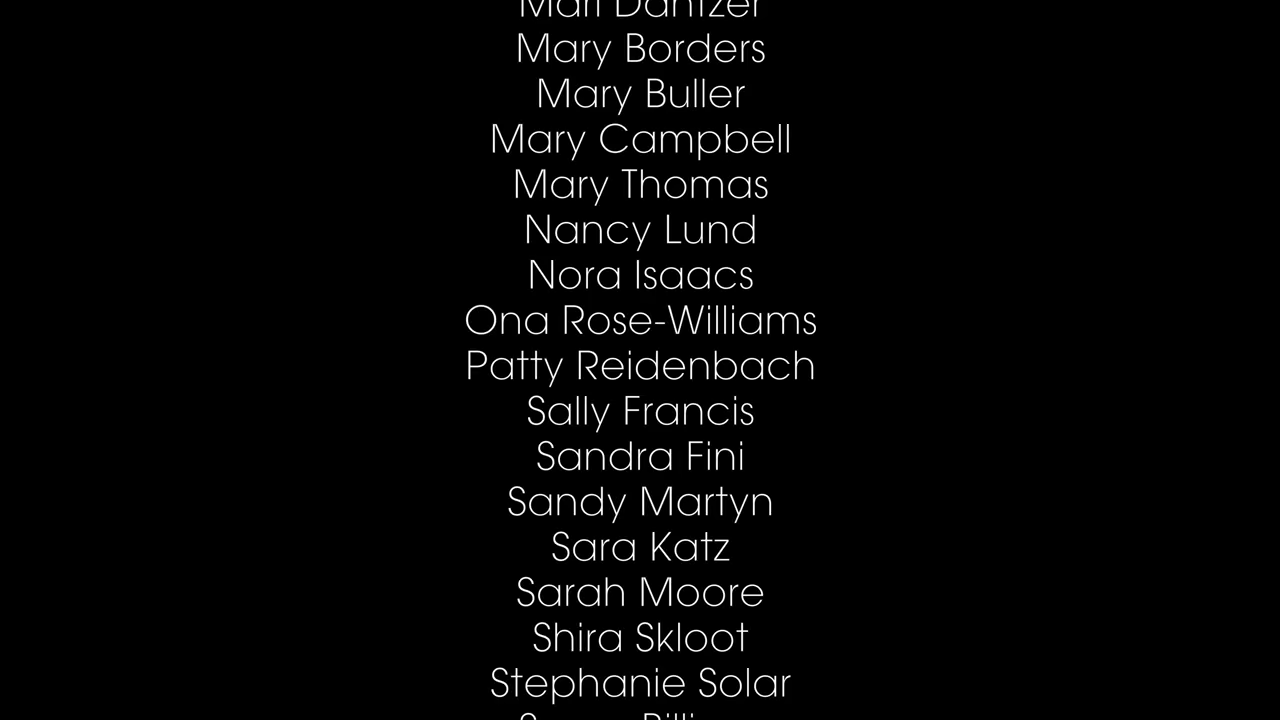 Mary Borders
Mary Buller
Mary Campbell
Mary Thomas
Nancy Lund
Nora Isaacs
Ona Rose-Williams
Patty Reidenbach
Sally Francis
Sandra Fini
Sandy Martyn
Sara Katz
Sarah Moore
Shira Skloot
Stephanie Solar